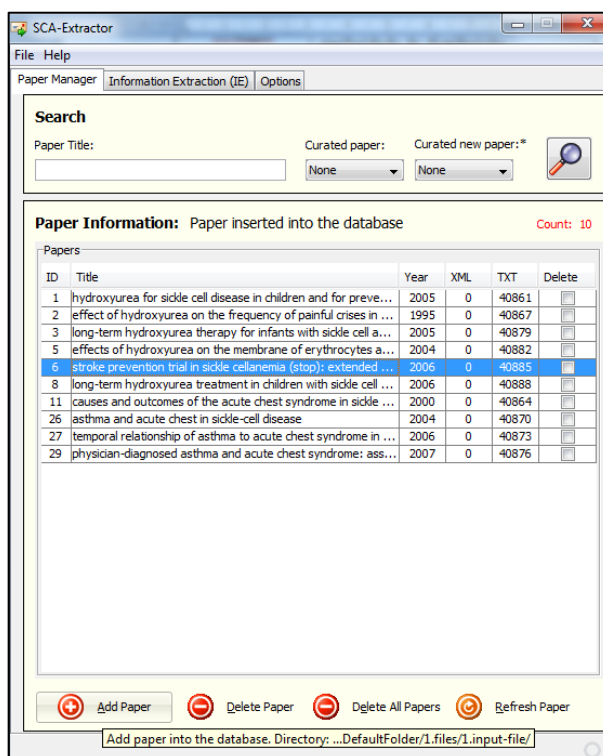 SCA-Extractor
File Help
Paper Manager Information Extraction (IE) Options
Search
Paper Title: Curated paper: Curated new paper:*
None None
Paper Information: Paper inserted into the database Count: 10
Papers
ID Title Year XML TXT Delete
1 hydroxyurea for sickle cell disease in children and for preve... 2005 0 40861
2 effect of hydroxyurea on the frequency of painful crises in ... 1995 0 40867
3 long-term hydroxyurea therapy for infants with sickle cell a... 2005 0 40879
5 effects of hydroxyurea on the membrane of erythrocytes a... 2004 0 40882
6 stroke prevention trial in sickle cellanemia (stop): extended ... 2006 0 40885
8 long-term hydroxyurea treatment in children with sickle cell ... 2006 0 40888
11 causes and outcomes of the acute chest syndrome in sickle ... 2000 0 40864
26 asthma and acute chest in sickle-cell disease 2004 0 40870
27 temporal relationship of asthma to acute chest syndrome in ... 2006 0 40873
29 physician-diagnosed asthma and acute chest syndrome: ass... 2007 0 40876
Add Paper Delete Paper Delete All Papers Refresh Paper
Add paper into the database. Directory: ...DefaultFolder/1.files/1.input-file/